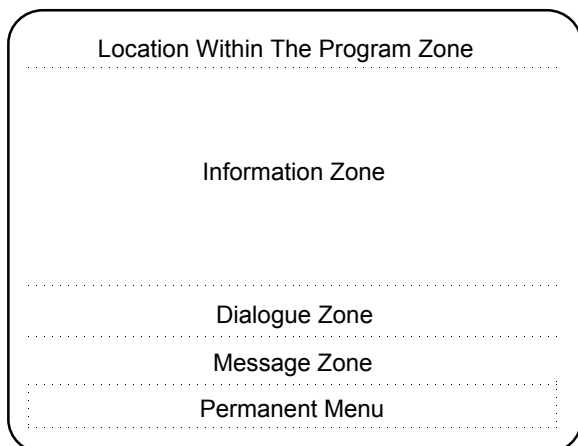 Location Within The Program Zone
Information Zone
Dialogue Zone
Message Zone
Permanent Menu